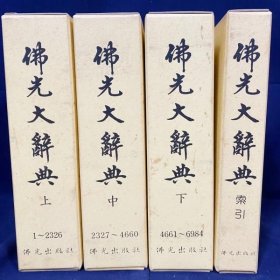 佛光大辭典
上
1~2326
佛光出版社
佛光大辭典
中
2327~4660
佛光出版社
佛光大辭典
下
4661~6984
佛光出版社
佛光大辭典
索引
佛光出版社